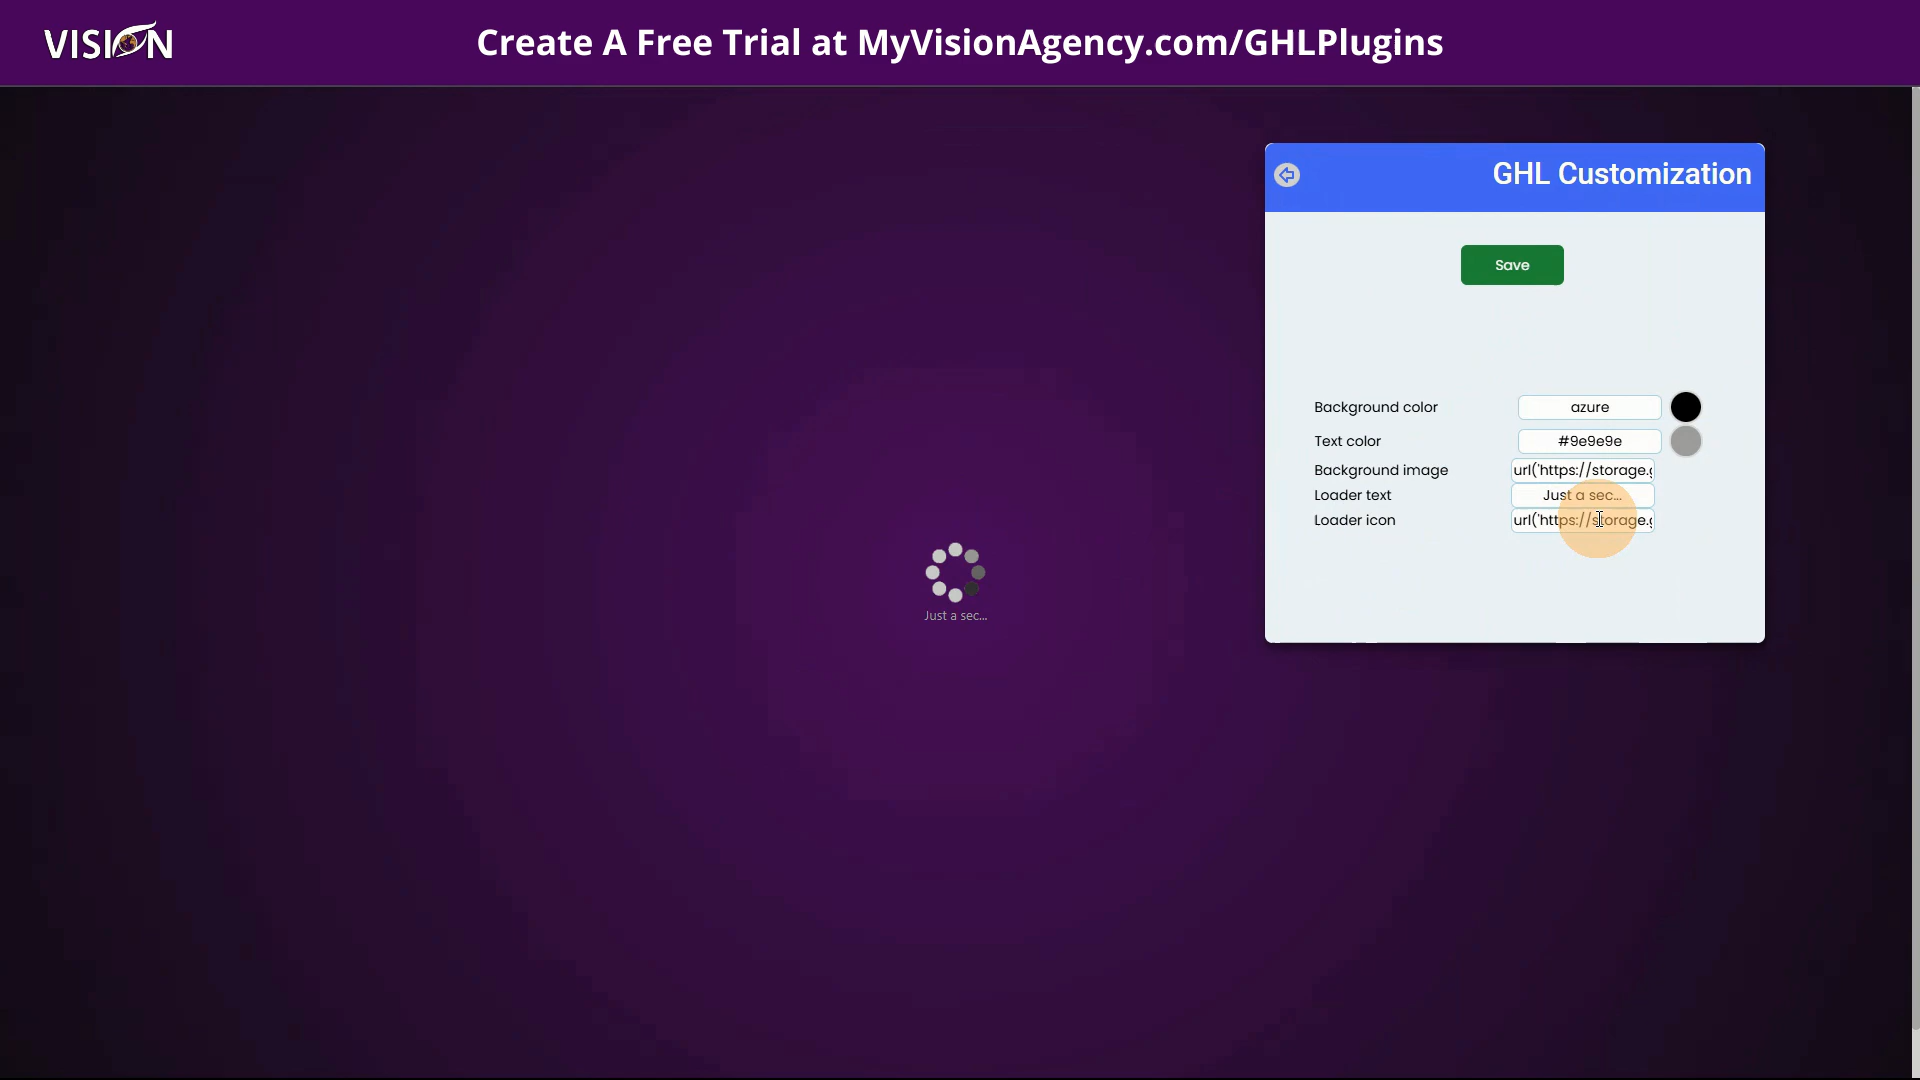 VISION
Create A Free Trial at MyVisionAgency.com/GHLPlugins
GHL Customization
Save
Background color
azure
Text color
#9e9e9e
Background image
url('https://storage.g
Loader text
Just a sec...
Loader icon
url('https://storage.g
Just a sec...